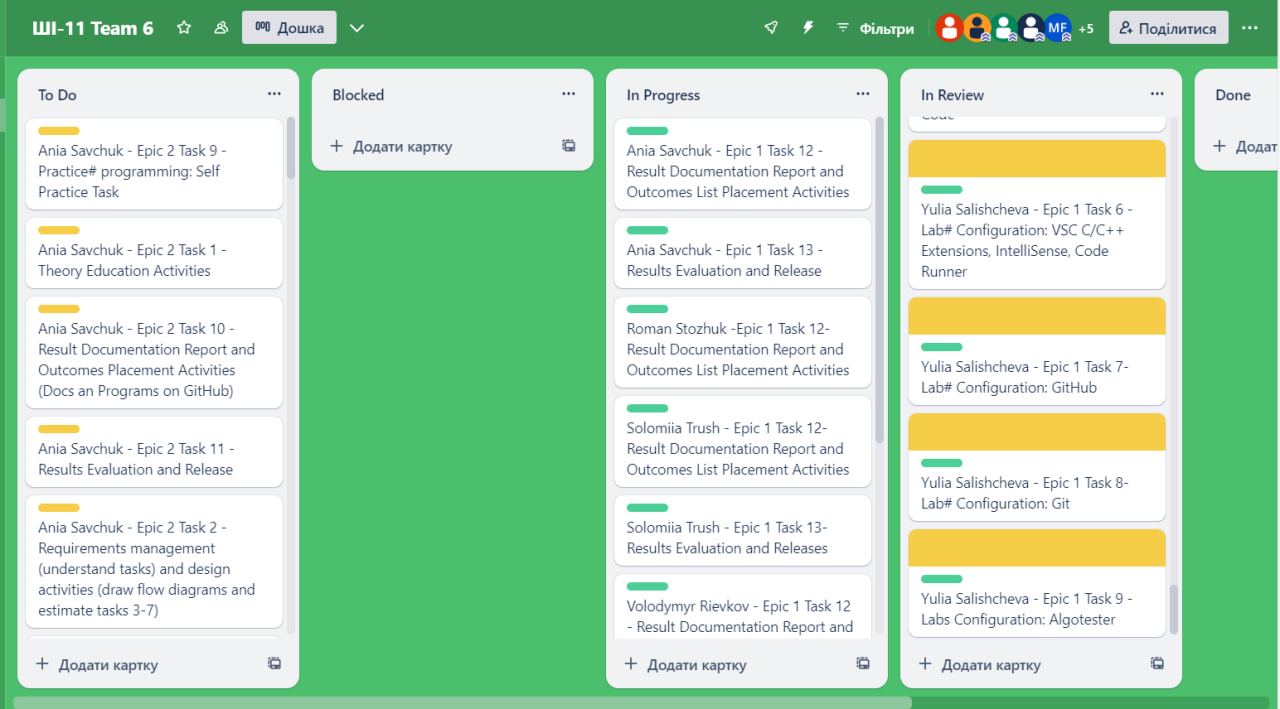 ШІ-11 Team 6
Дошка
Фільтри
MF
+5
Поділитися
To Do
Ania Savchuk - Epic 2 Task 9 -
Practice# programming: Self
Practice Task
Ania Savchuk - Epic 2 Task 1 -
Theory Education Activities
Ania Savchuk - Epic 2 Task 10 -
Result Documentation Report and
Outcomes Placement Activities
(Docs an Programs on GitHub)
Ania Savchuk - Epic 2 Task 11 -
Results Evaluation and Release
Ania Savchuk - Epic 2 Task 2 -
Requirements management
(understand tasks) and design
activities (draw flow diagrams and
estimate tasks 3-7)
+ Додати картку
Blocked
+ Додати картку
In Progress
Ania Savchuk - Epic 1 Task 12 -
Result Documentation Report and
Outcomes List Placement Activities
Ania Savchuk - Epic 1 Task 13 -
Results Evaluation and Release
Roman Stozhuk -Epic 1 Task 12-
Result Documentation Report and
Outcomes List Placement Activities
Solomiia Trush - Epic 1 Task 12-
Result Documentation Report and
Outcomes List Placement Activities
Solomiia Trush - Epic 1 Task 13-
Results Evaluation and Releases
Volodymyr Rievkov - Epic 1 Task 12
- Result Documentation Report and
+ Додати картку
In Review
Code
Yulia Salishcheva - Epic 1 Task 6 -
Lab# Configuration: VSC C/C++
Extensions, IntelliSense, Code
Runner
Yulia Salishcheva - Epic 1 Task 7-
Lab# Configuration: GitHub
Yulia Salishcheva - Epic 1 Task 8-
Lab# Configuration: Git
Yulia Salishcheva - Epic 1 Task 9 -
Labs Configuration: Algotester
+ Додати картку
Done
+ Додат